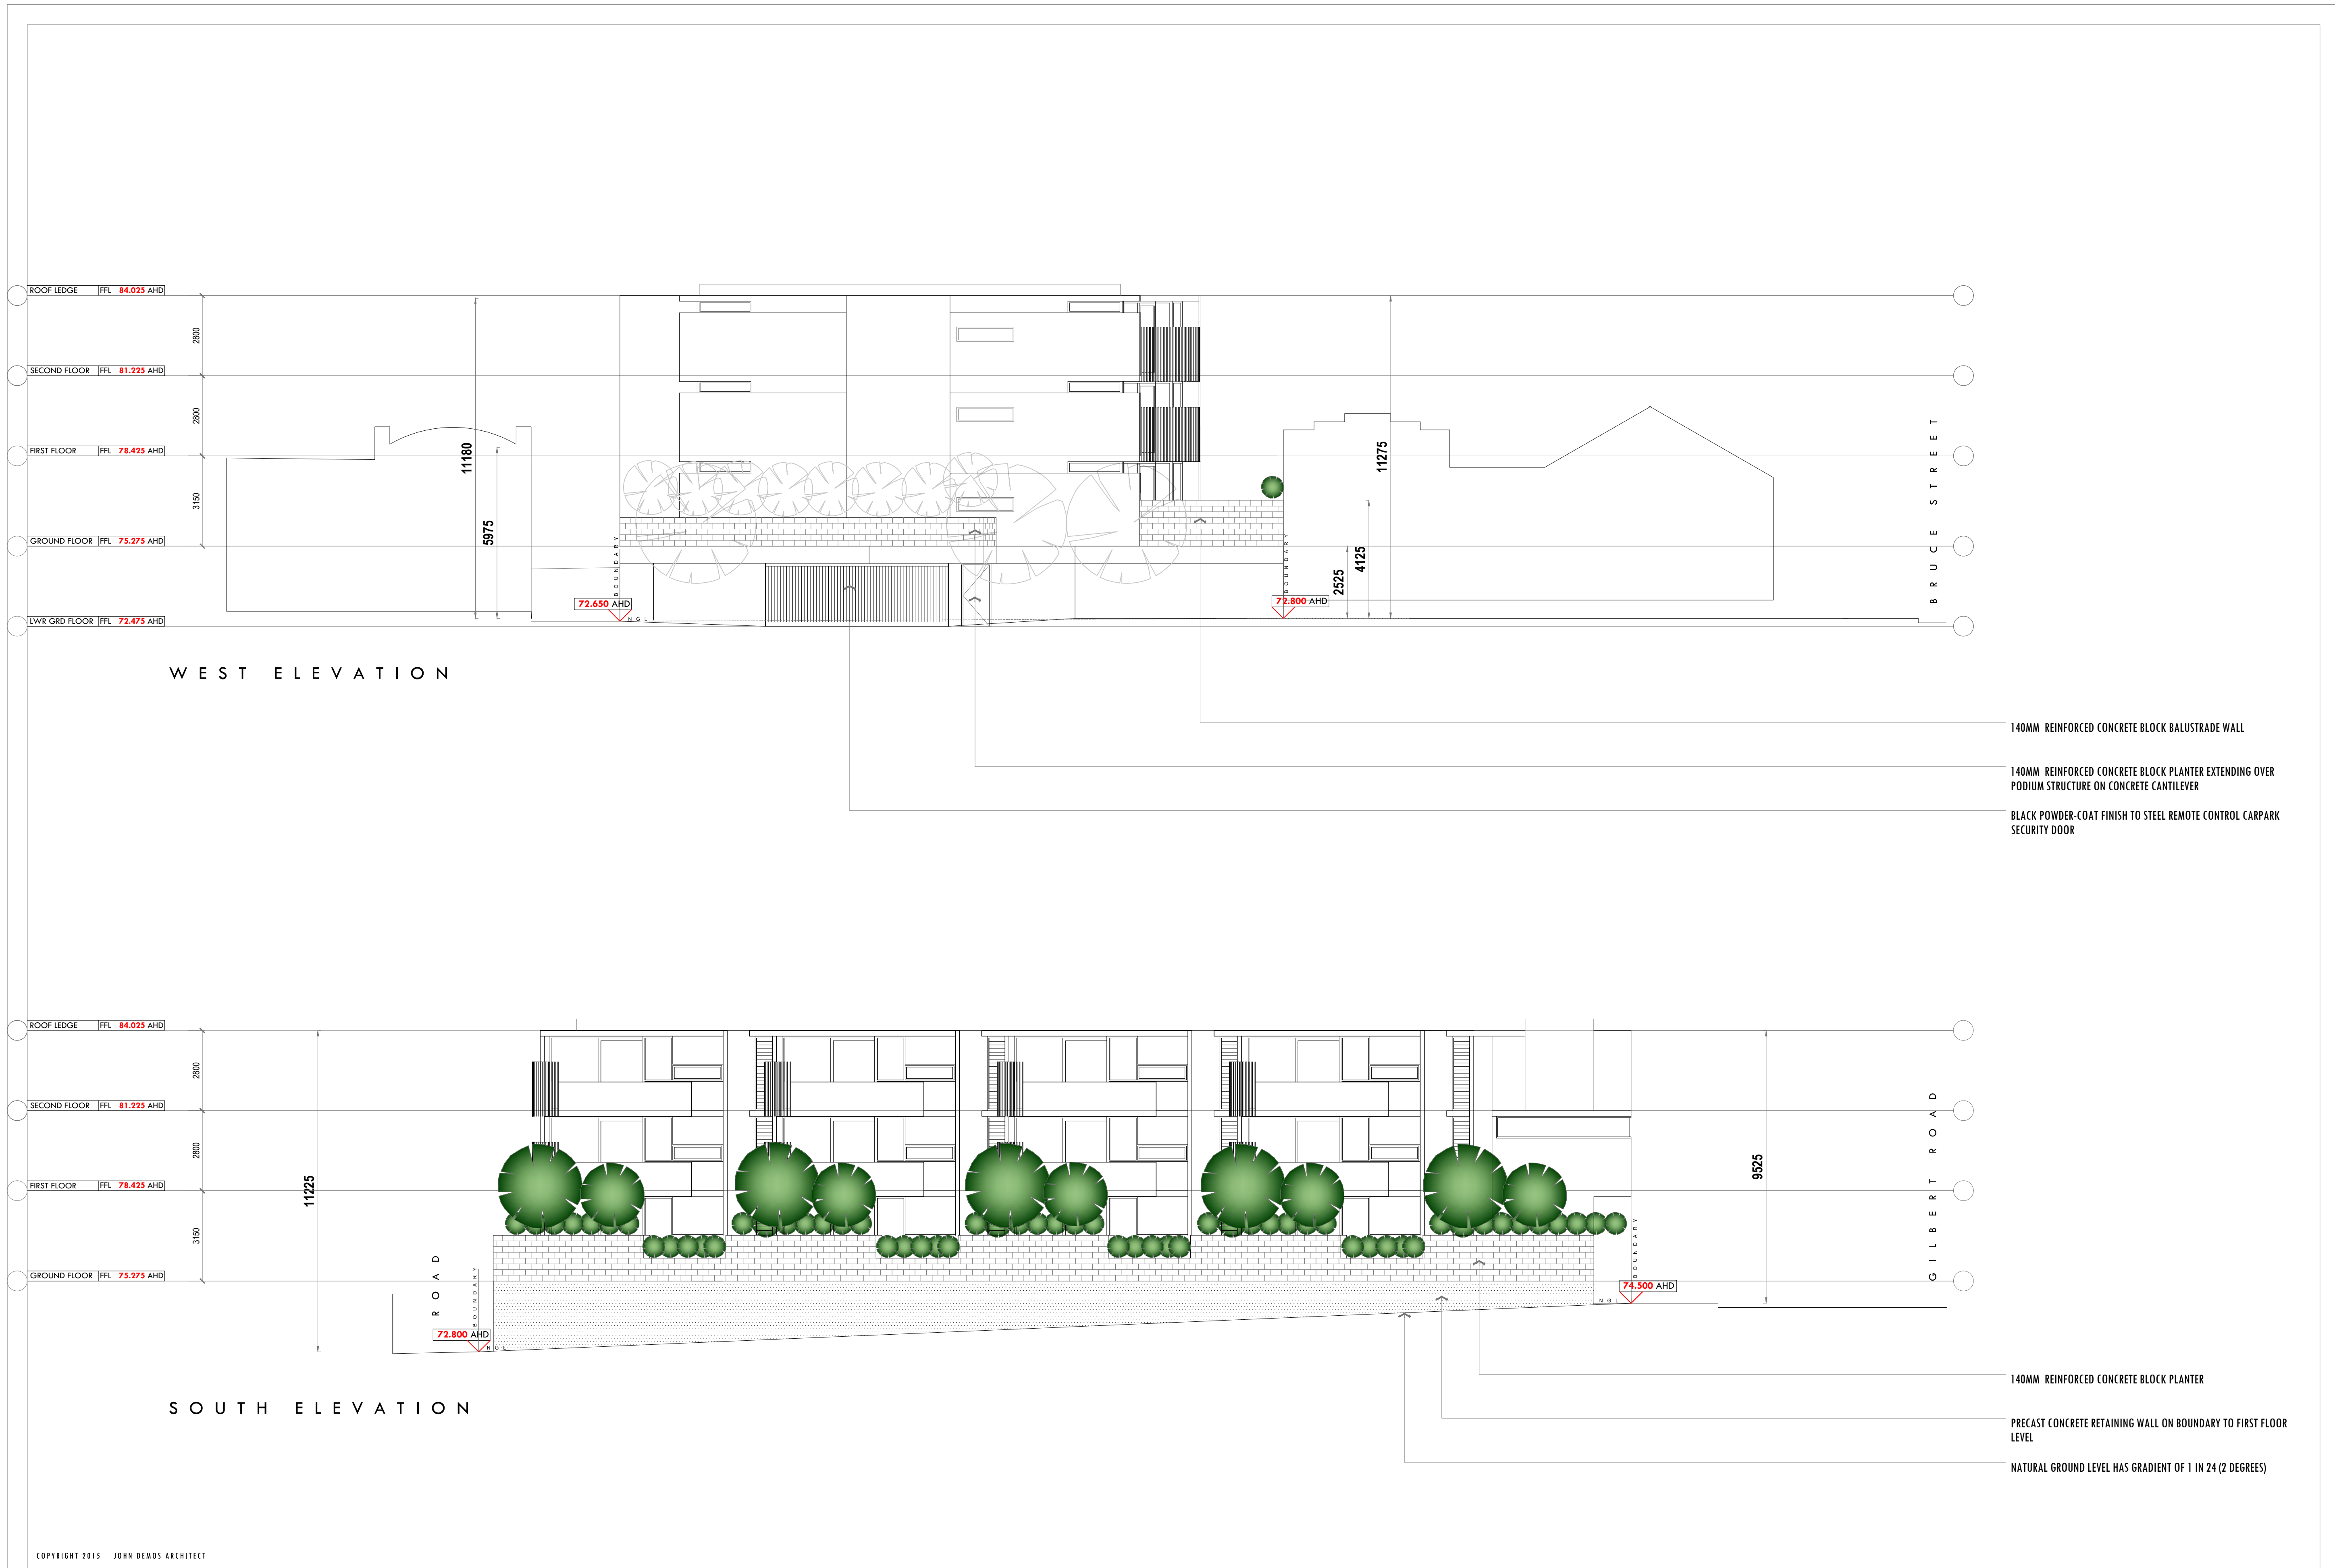 ROOF LEDGE FFL 84.025 AHD
2800
SECOND FLOOR FFL 81.225 AHD
2800
FIRST FLOOR FFL 78.425 AHD
3150
GROUND FLOOR FFL 75.275 AHD
LWR GRD FLOOR FFL 72.475 AHD
11180
5975
BOUNDARY
72.650 AHD
NGL
11275
4125
2525
BOUNDARY
72.800 AHD
BRUCE STREET
WEST ELEVATION
140MM REINFORCED CONCRETE BLOCK BALUSTRADE WALL
140MM REINFORCED CONCRETE BLOCK PLANTER EXTENDING OVER
PODIUM STRUCTURE ON CONCRETE CANTILEVER
BLACK POWDER-COAT FINISH TO STEEL REMOTE CONTROL CARPARK
SECURITY DOOR
ROOF LEDGE FFL 84.025 AHD
2800
SECOND FLOOR FFL 81.225 AHD
2800
FIRST FLOOR FFL 78.425 AHD
3150
GROUND FLOOR FFL 75.275 AHD
11225
ROAD
BOUNDARY
72.800 AHD
NGL
9525
BOUNDARY
74.500 AHD
NGL
GILBERT ROAD
SOUTH ELEVATION
140MM REINFORCED CONCRETE BLOCK PLANTER
PRECAST CONCRETE RETAINING WALL ON BOUNDARY TO FIRST FLOOR
LEVEL
NATURAL GROUND LEVEL HAS GRADIENT OF 1 IN 24 (2 DEGREES)
COPYRIGHT 2015 JOHN DEMOS ARCHITECT